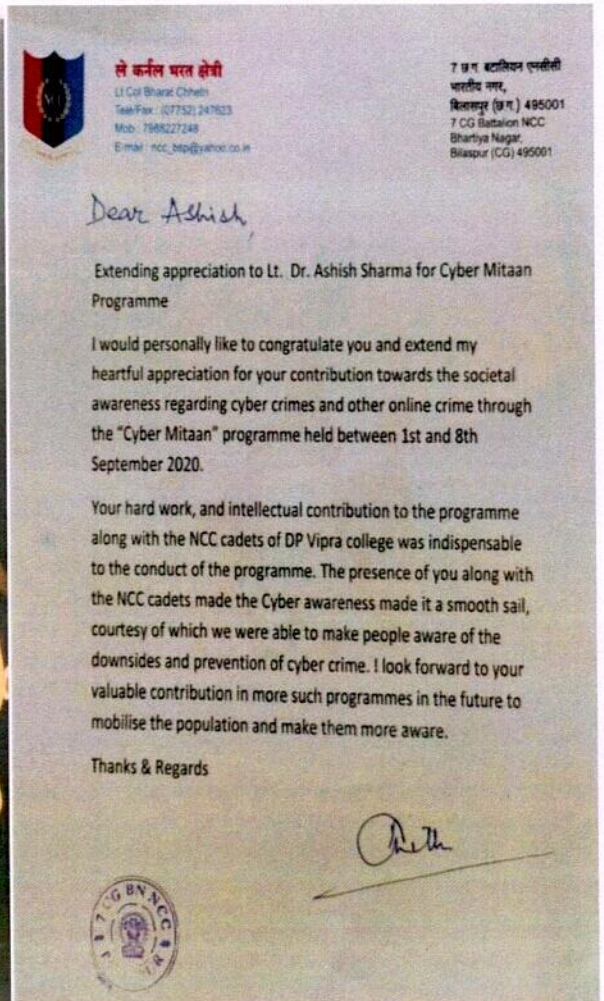 ले कर्नल भरत क्षेत्री
Lt Col Bharat Chhetri
Tele/Fax : (07752) 247623
Mob : 7988227248
E-mail : ncc_bsp@yahoo.co.in
7 छ ग बटालियन एनसीसी
भारतीय नगर,
बिलासपुर (छ ग) 495001
7 CG Battalion NCC
Bhartiya Nagar,
Bilaspur (CG) 495001
Dear Ashish,
Extending appreciation to Lt. Dr. Ashish Sharma for Cyber Mitaan
Programme
I would personally like to congratulate you and extend my
heartful appreciation for your contribution towards the societal
awareness regarding cyber crimes and other online crime through
the “Cyber Mitaan” programme held between 1st and 8th
September 2020.
Your hard work, and intellectual contribution to the programme
along with the NCC cadets of DP Vipra college was indispensable
to the conduct of the programme. The presence of you along with
the NCC cadets made the Cyber awareness made it a smooth sail,
courtesy of which we were able to make people aware of the
downsides and prevention of cyber crime. I look forward to your
valuable contribution in more such programmes in the future to
mobilise the population and make them more aware.
Thanks & Regards
7 CG BN NCC